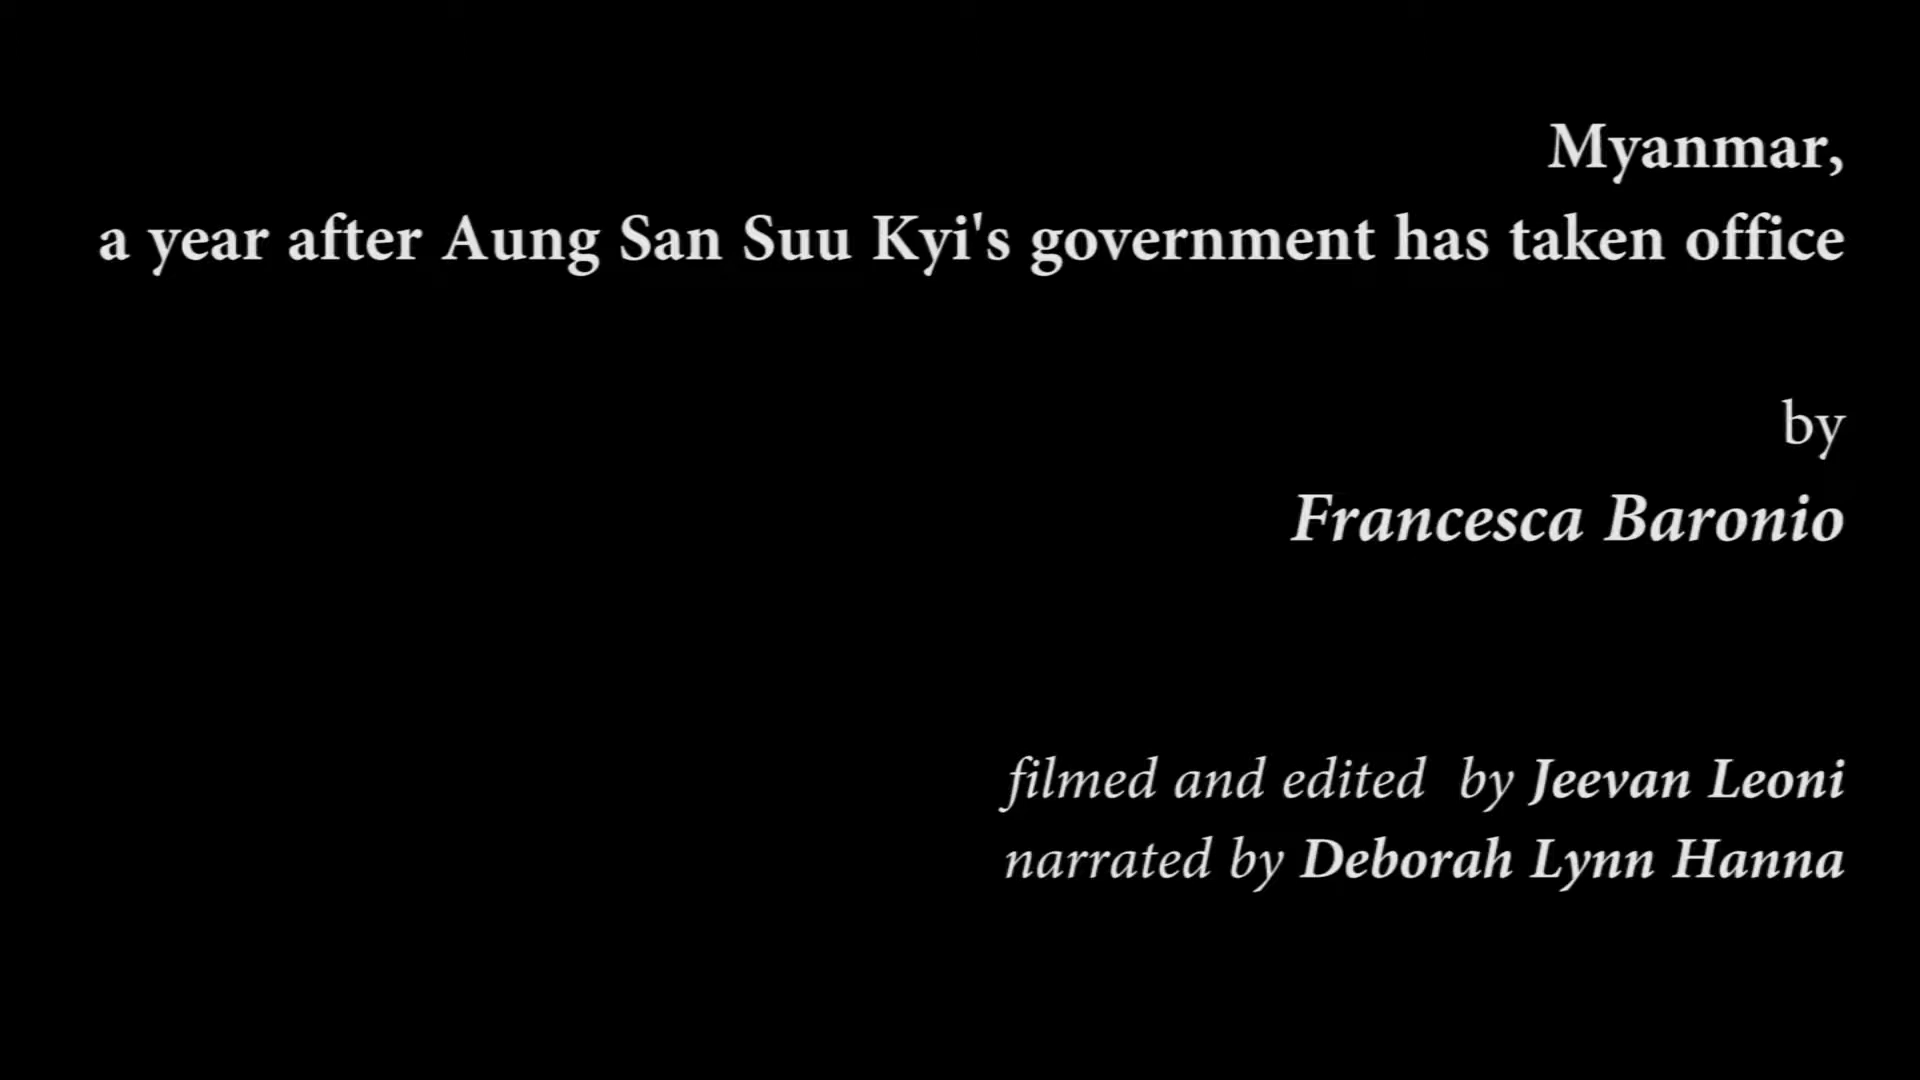 Myanmar,
a year after Aung San Suu Kyi's government has taken office
by
Francesca Baronio
filmed and edited  by Jeevan Leoni
narrated by Deborah Lynn Hanna